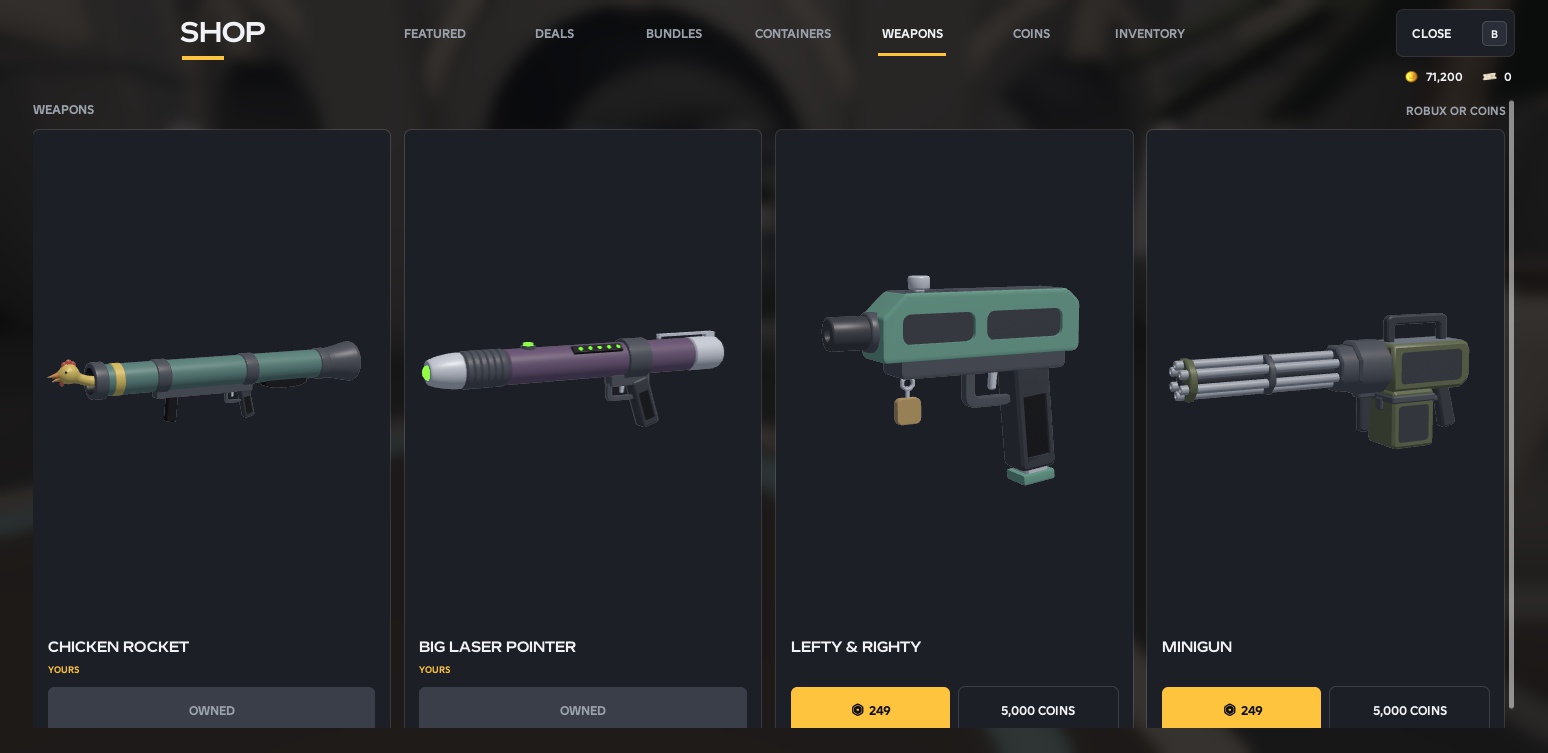 SHOP
FEATURED DEALS BUNDLES CONTAINERS WEAPONS COINS INVENTORY
CLOSE B
71,200 0
WEAPONS
ROBUX OR COINS
CHICKEN ROCKET
YOURS
OWNED
BIG LASER POINTER
YOURS
OWNED
LEFTY & RIGHTY
249
5,000 COINS
MINIGUN
249
5,000 COINS